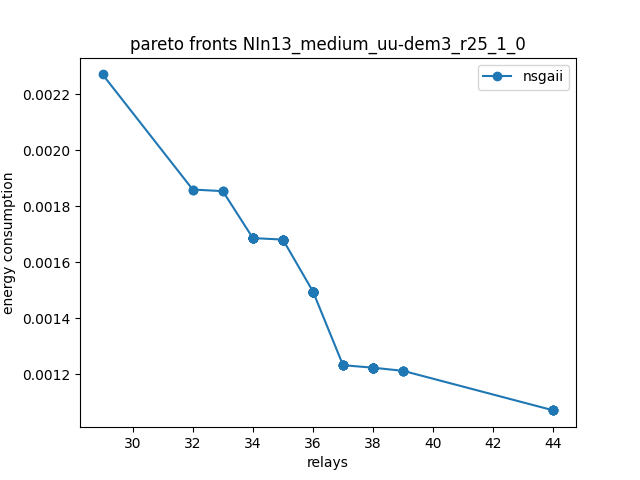 pareto fronts NIn13_medium_uu-dem3_r25_1_0
nsgaii
energy consumption
0.0022
0.0020
0.0018
0.0016
0.0014
0.0012
30 32 34 36 38 40 42 44
relays